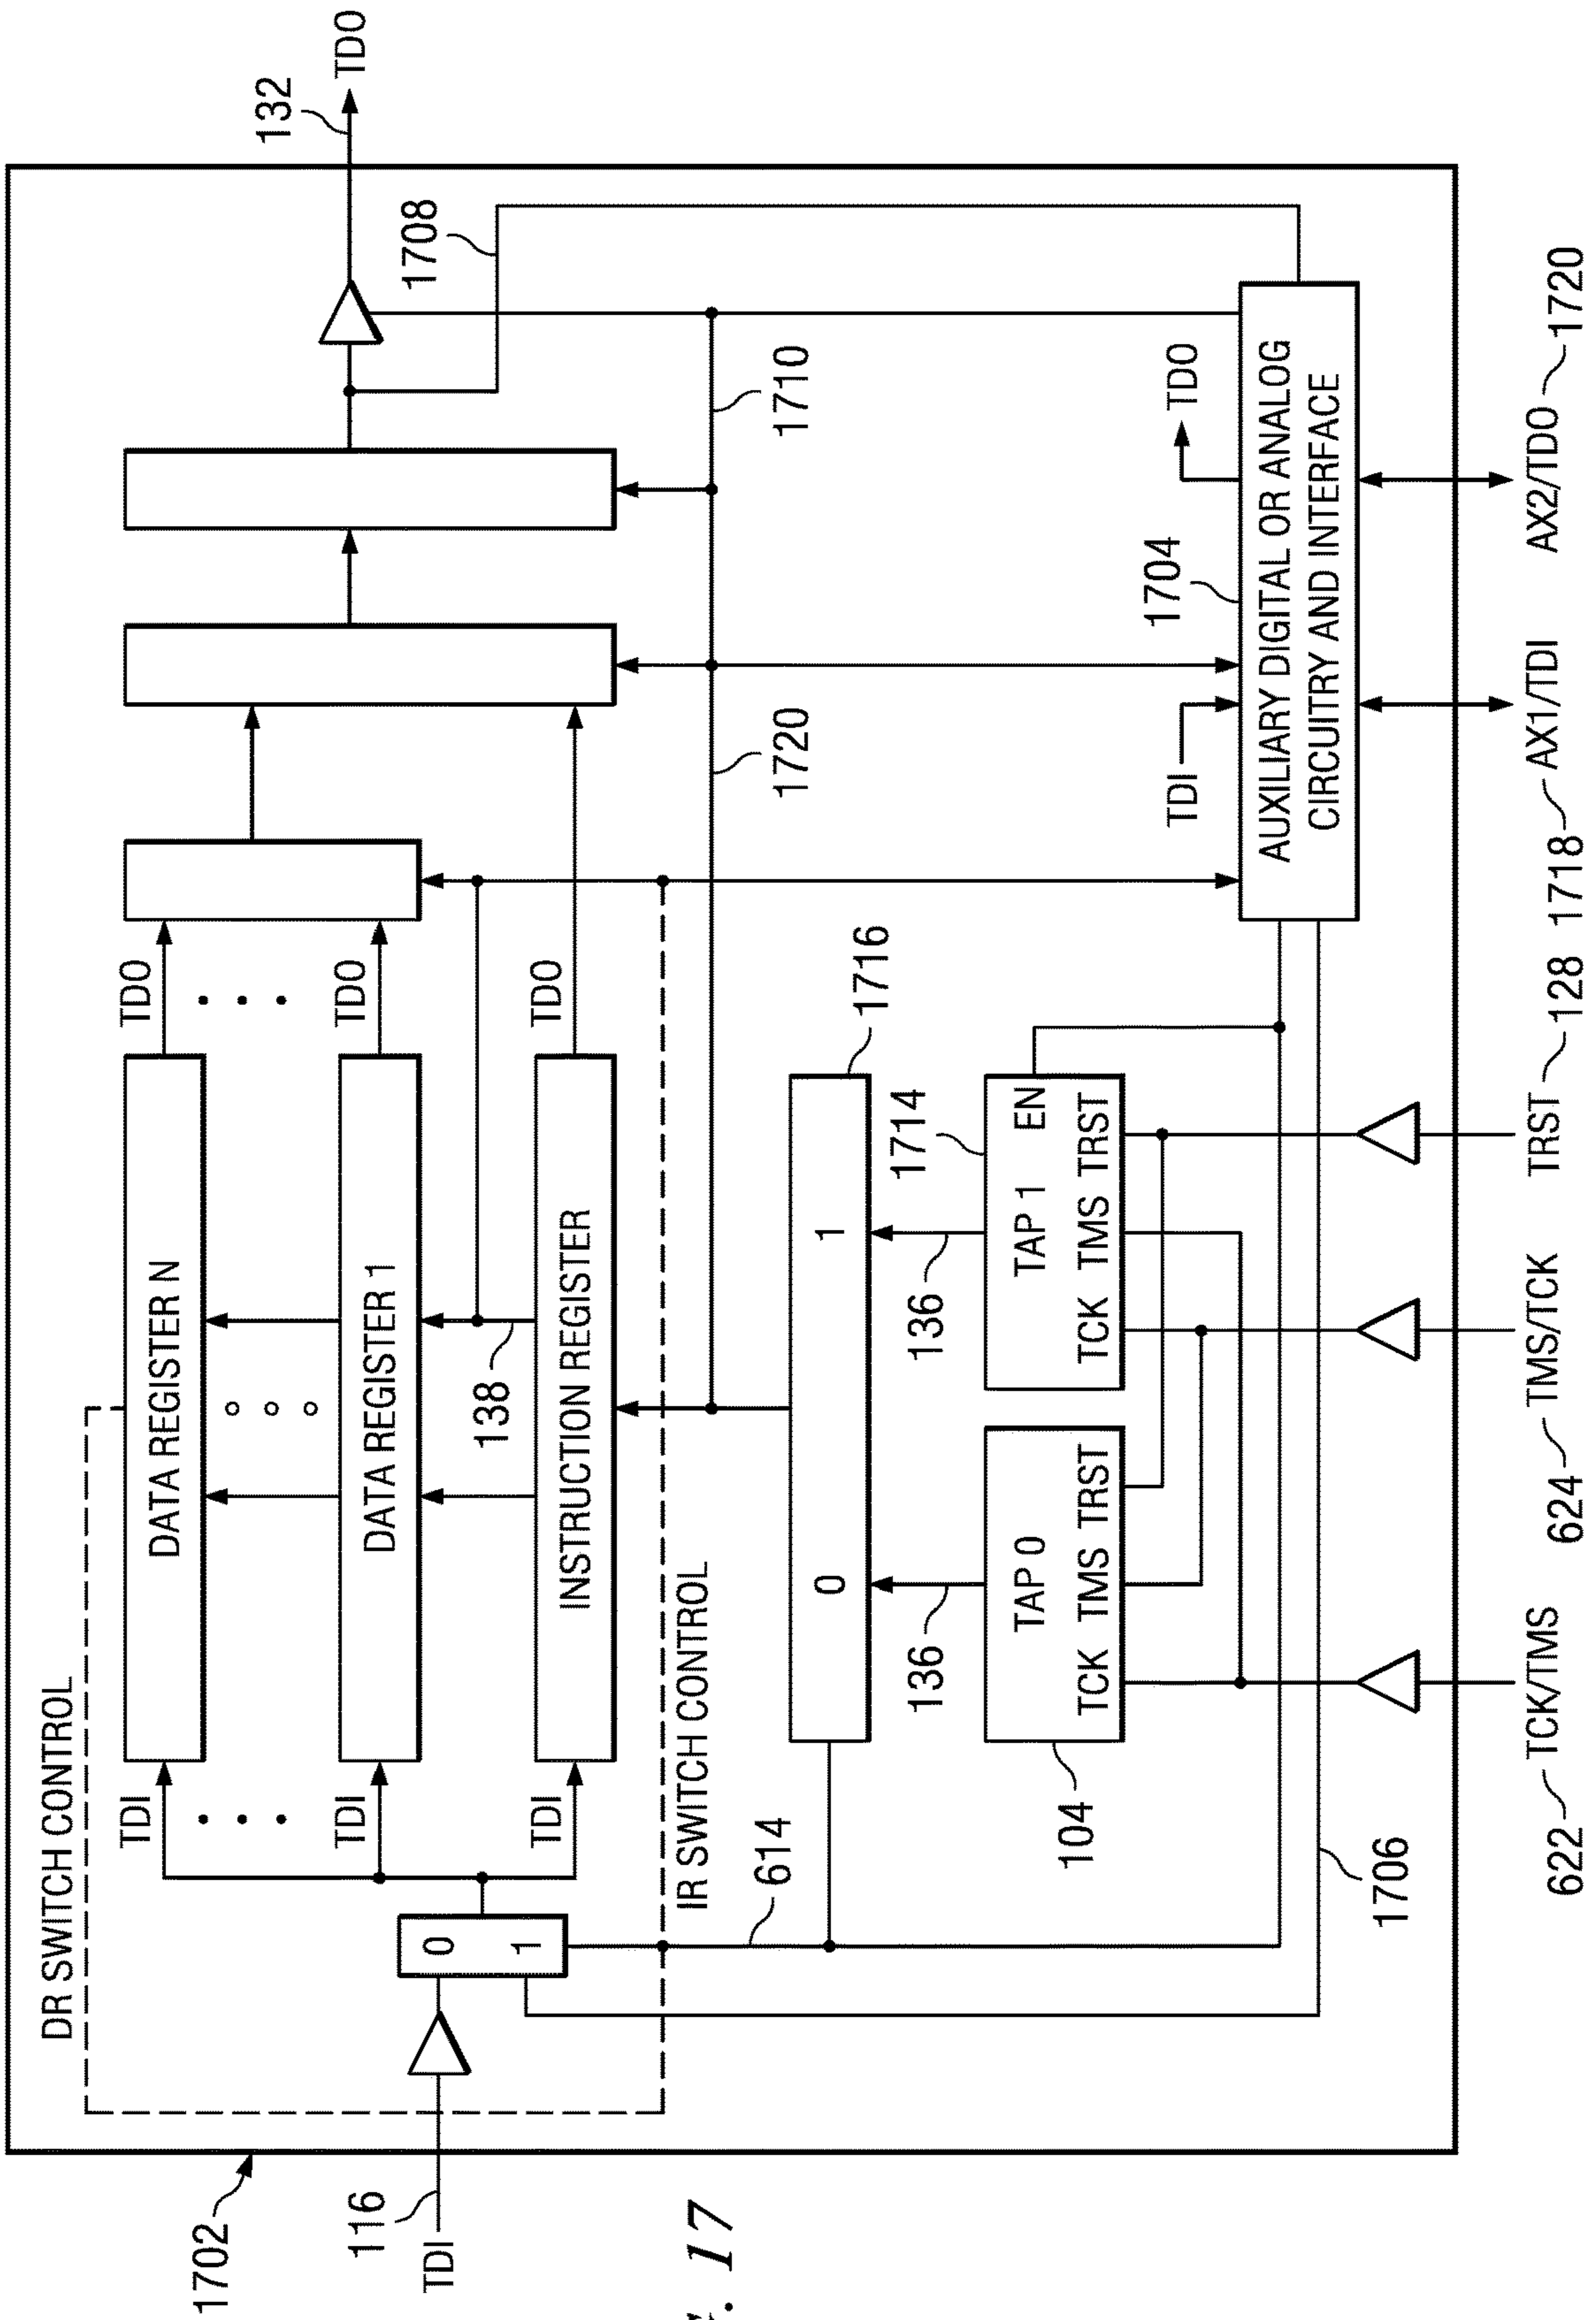 DR SWITCH CONTROL
TDI
DATA REGISTER N
TDO
132
TDO
TDI
DATA REGISTER 1
TDO
1702
116
TDI
0
1
138
1708
TDI
INSTRUCTION REGISTER
TDO
IR SWITCH CONTROL
614
1720
1710
0
1
1716
136
136
1714
104
TAP 0
TCK TMS TRST
TAP 1 EN
TCK TMS TRST
TDI
1704
TDO
AUXILIARY DIGITAL OR ANALOG
CIRCUITRY AND INTERFACE
1706
622
TCK/TMS
624
TMS/TCK
TRST
128
1718
AX1/TDI
AX2/TDO
1720
17